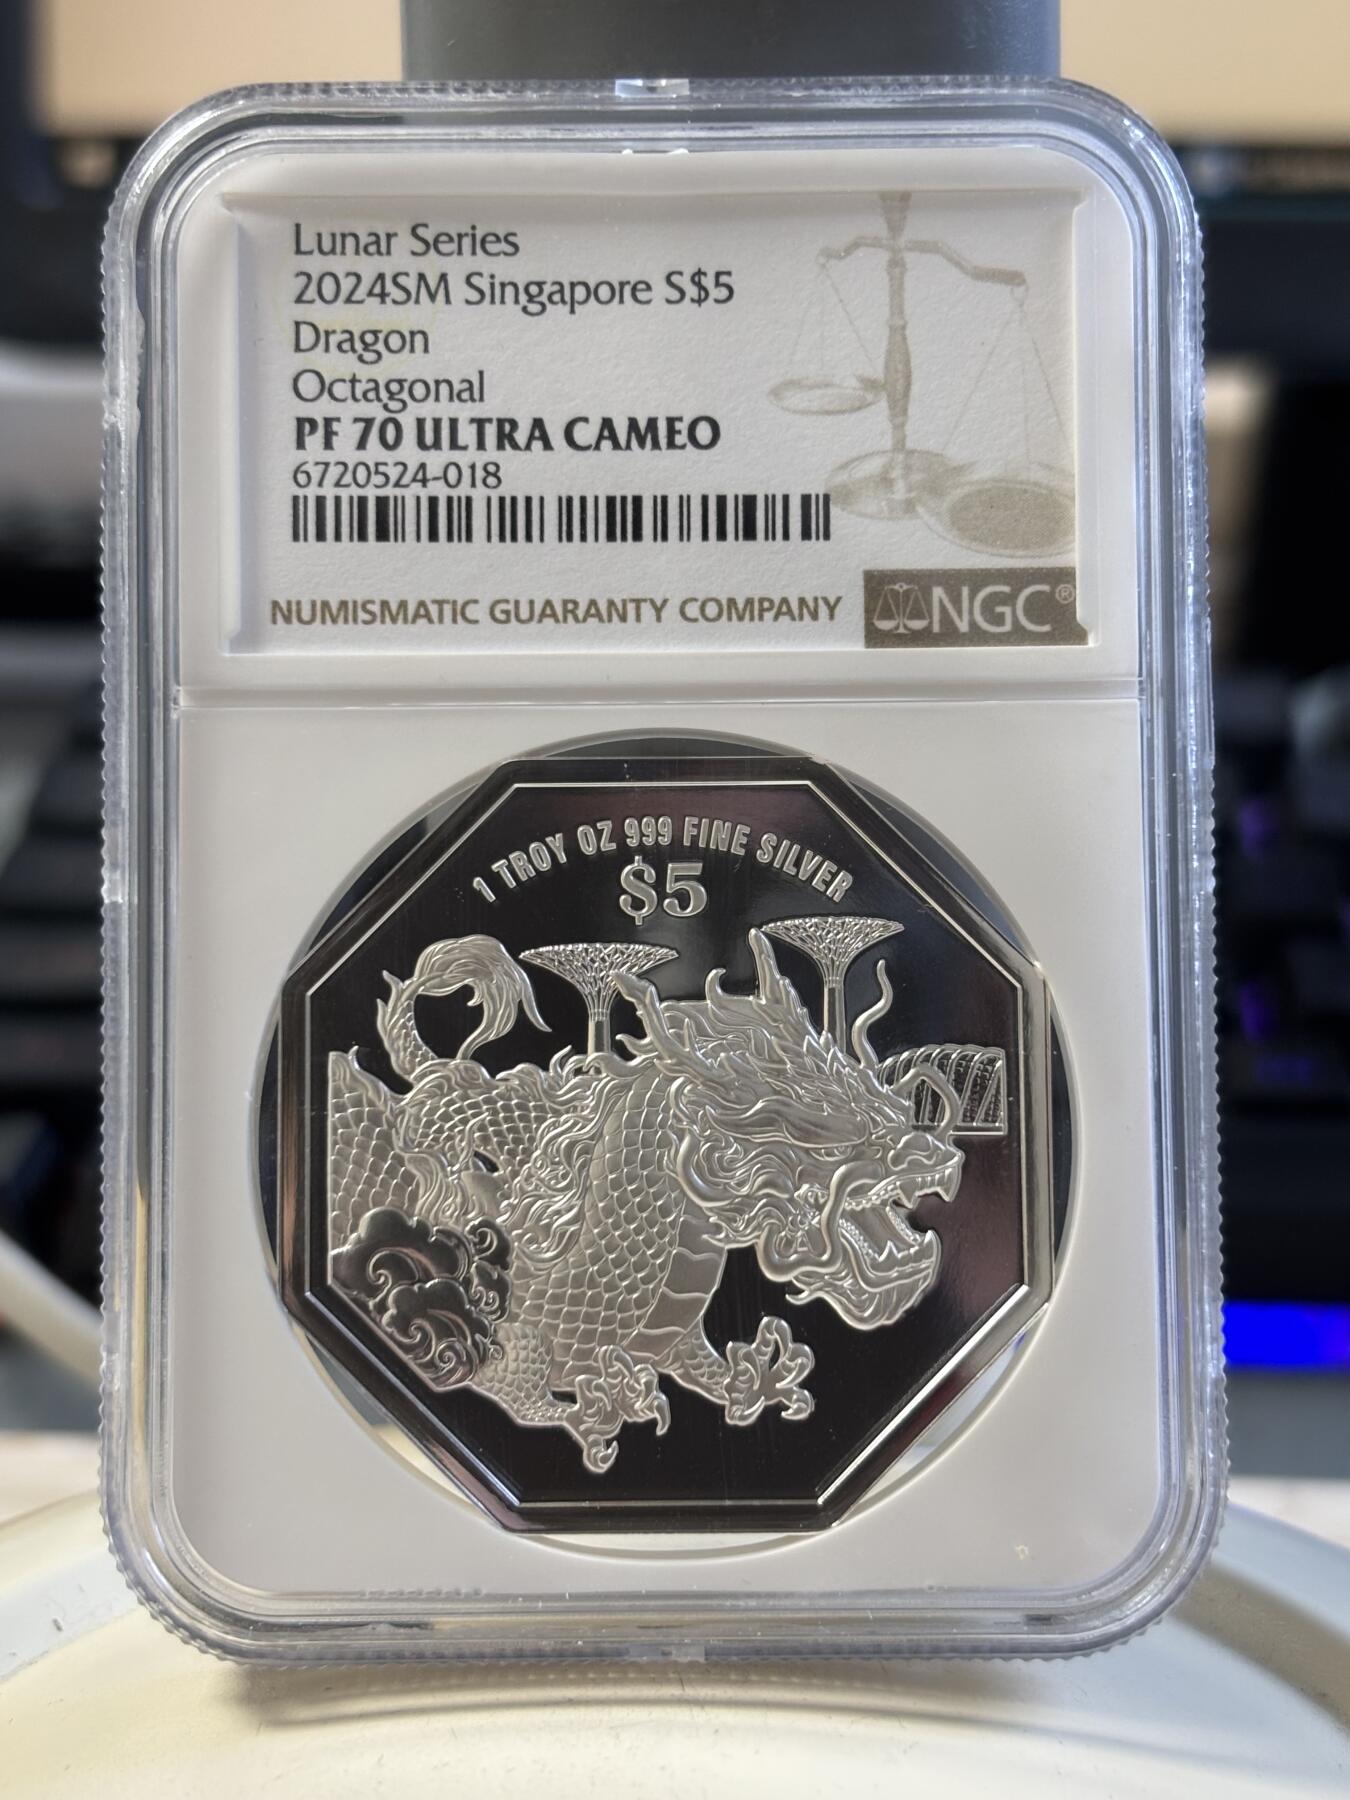 Lunar Series
2024SM Singapore S$5
Dragon
Octagonal
PF 70 ULTRA CAMEO
6720524-018
NUMISMATIC GUARANTY COMPANY
NGC®
1 TROY OZ 999 FINE SILVER
$5